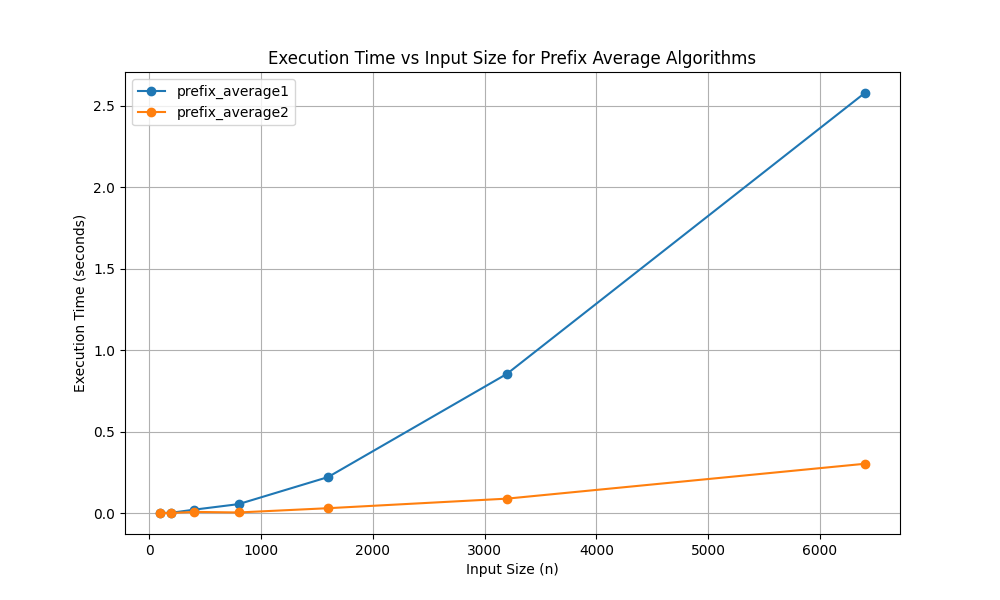 Execution Time vs Input Size for Prefix Average Algorithms
prefix_average1
prefix_average2
Execution Time (seconds)
2.5
2.0
1.5
1.0
0.5
0.0
0 1000 2000 3000 4000 5000 6000
Input Size (n)